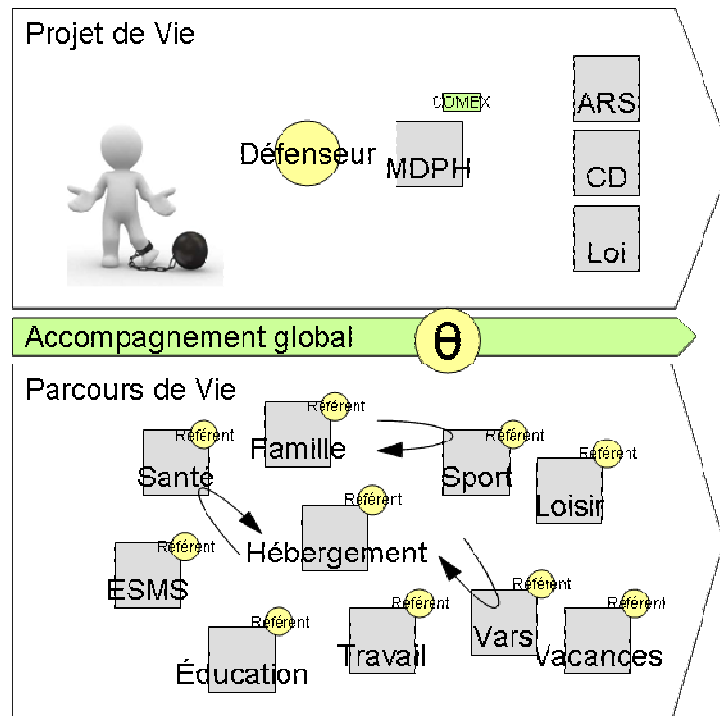 Projet de Vie
COMEX
ARS
Défenseur
MDPH
CD
Loi
Accompagnement global
θ
Parcours de Vie
Référent
Référent
Référent
Famille
Référent
Santé
Sport
Loisir
Référent
Hébergement
Référent
ESMS
Référent
Référent
Référent
Référent
Vars
Travail
Vacances
Éducation